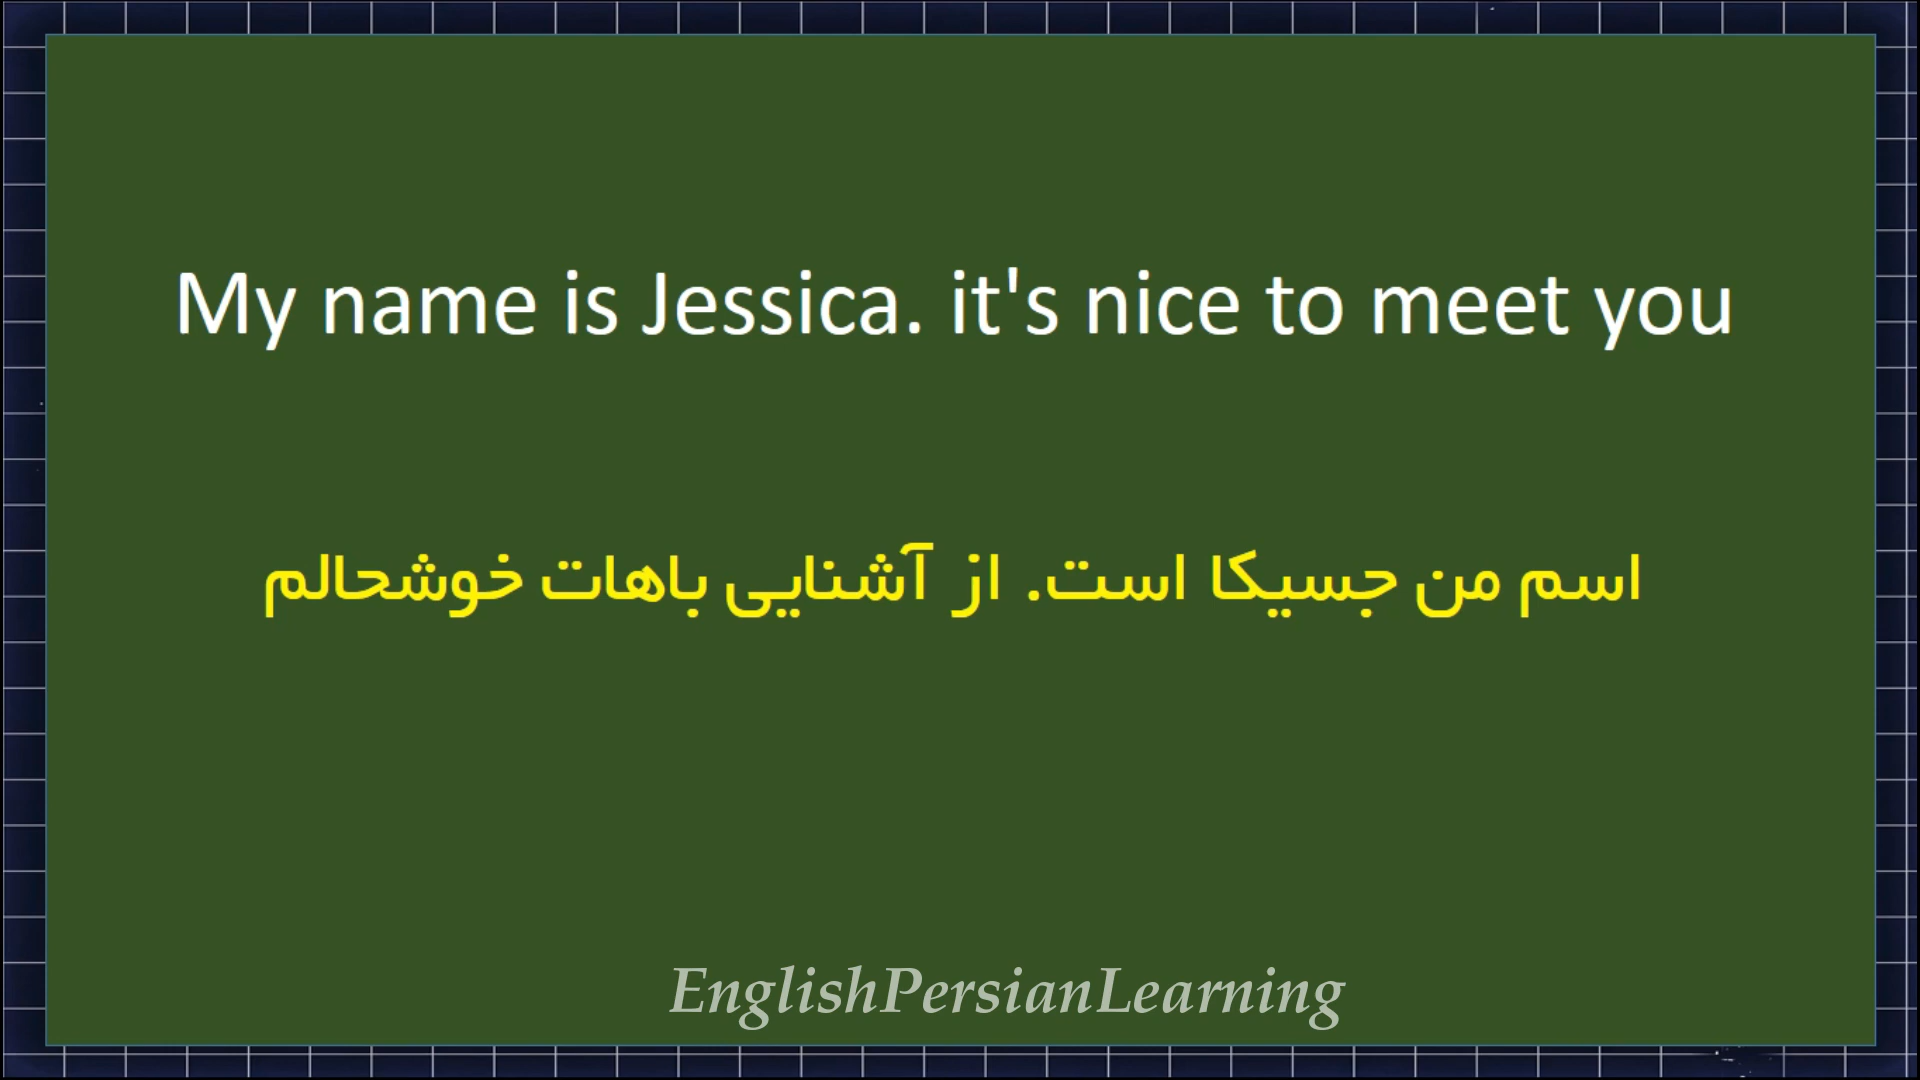 My name is Jessica. it's nice to meet you
اسم من جسیکا است. از آشنایی باهات خوشحالم
EnglishPersianLearning